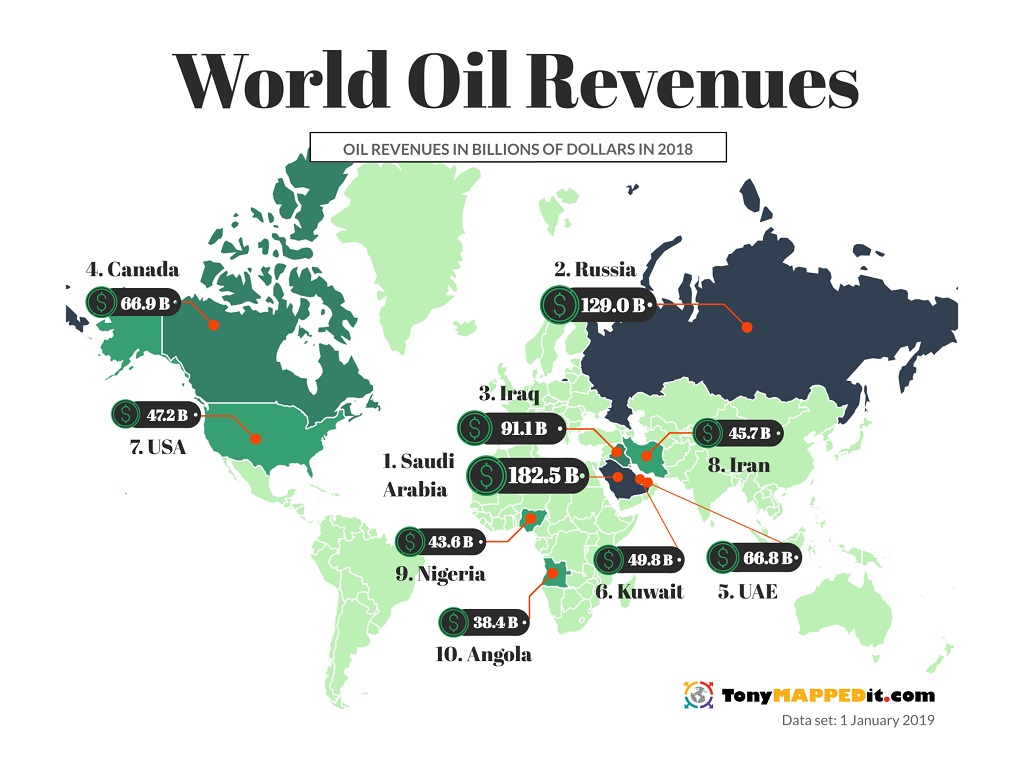 World Oil Revenues
OIL REVENUES IN BILLIONS OF DOLLARS IN 2018
4. Canada
$ 66.9 B
2. Russia
$ 129.0 B
3. Iraq
$ 91.1 B
$ 47.2 B
7. USA
$ 45.7 B
8. Iran
1. Saudi
Arabia
$ 182.5 B
$ 43.6 B
9. Nigeria
$ 49.8 B
6. Kuwait
$ 66.8 B
5. UAE
$ 38.4 B
10. Angola
TonyMAPPEDit.com
Data set: 1 January 2019